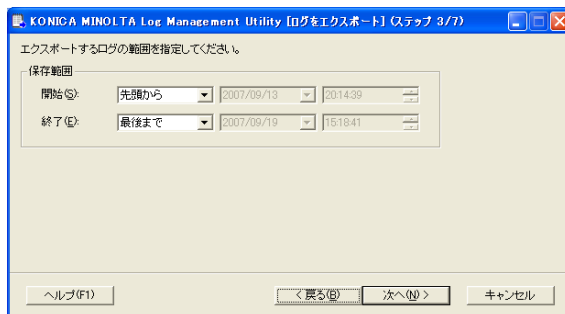 KONICA MINOLTA Log Management Utility [ログをエクスポート] (ステップ 3/7)
エクスポートするログの範囲を指定してください。
保存範囲
開始(S): 先頭から 2007/09/13 20:14:39
終了(E): 最後まで 2007/09/19 15:18:41
ヘルプ(F1) < 戻る(B) 次へ(N) > キャンセル